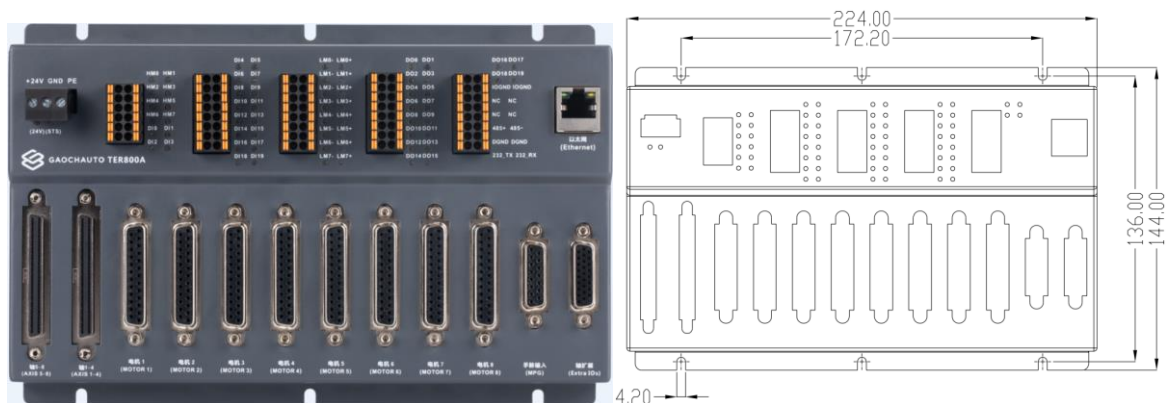 +24V GND PE
(24V)(STS)
HM0 HM1
HM2 HM3
HM4 HM5
HM6 HM7
DI0 DI1
DI2 DI3
DI4 DI5
DI6 DI7
DI8 DI9
DI10 DI11
DI12 DI13
DI14 DI15
DI16 DI17
DI18 DI19
LM0- LM0+
LM1- LM1+
LM2- LM2+
LM3- LM3+
LM4- LM4+
LM5- LM5+
LM6- LM6+
LM7- LM7+
DO0 DO1
DO2 DO3
DO4 DO5
DO6 DO7
DO8 DO9
DO10 DO11
DO12 DO13
DO14 DO15
DO16 DO17
DO18 DO19
IOGND IOGND
NC NC
NC NC
485+ 485-
DGND DGND
232_TX 232_RX
以太网
(Ethernet)
GAOCHAUTO TER800A
轴5-8
(AXIS 5-8)
轴1-4
(AXIS 1-4)
电机 1
(MOTOR 1)
电机 2
(MOTOR 2)
电机 3
(MOTOR 3)
电机 4
(MOTOR 4)
电机 5
(MOTOR 5)
电机 6
(MOTOR 6)
电机 7
(MOTOR 7)
电机 8
(MOTOR 8)
手脉输入
(MPG)
(Extra IOs)
224.00
172.20
136.00
144.00
4.20